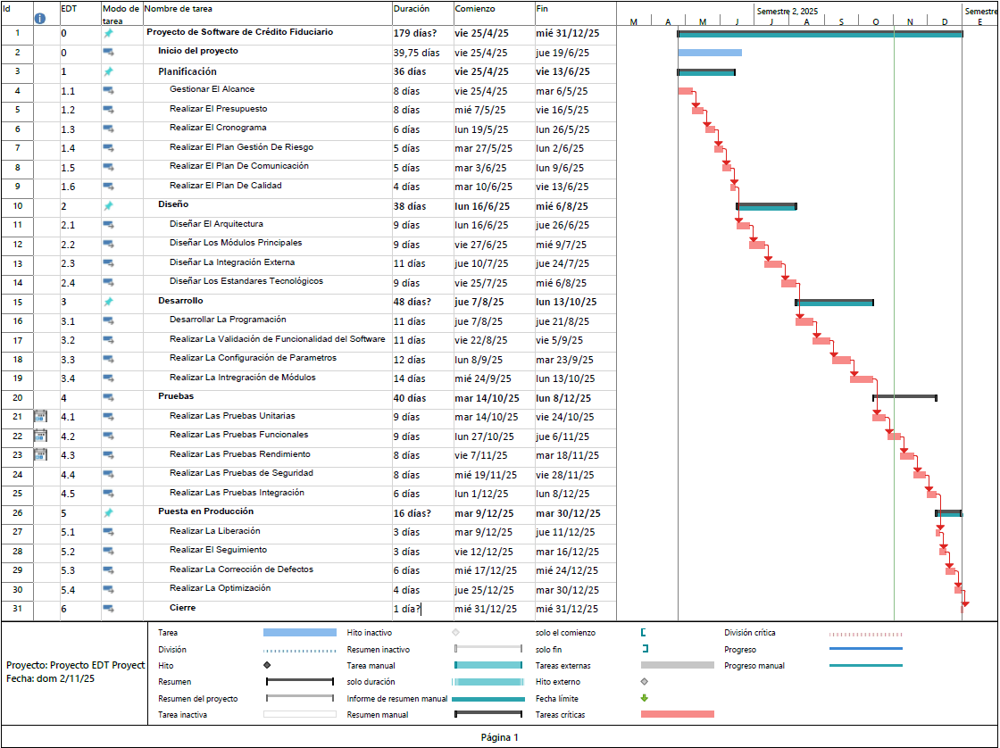 Id EDT Modo de tarea Nombre de tarea Duración Comienzo Fin
Semestre 2, 2025 Semestre
M A M J J A S O N D E
1 0 Proyecto de Software de Crédito Fiduciario 179 días? vie 25/4/25 mié 31/12/25
2 0 Inicio del proyecto 39,75 días vie 25/4/25 jue 19/6/25
3 1 Planificación 36 días vie 25/4/25 vie 13/6/25
4 1.1 Gestionar El Alcance 8 días vie 25/4/25 mar 6/5/25
5 1.2 Realizar El Presupuesto 8 días mié 7/5/25 vie 16/5/25
6 1.3 Realizar El Cronograma 6 días lun 19/5/25 lun 26/5/25
7 1.4 Realizar El Plan Gestión De Riesgo 5 días mar 27/5/25 lun 2/6/25
8 1.5 Realizar El Plan De Comunicación 5 días mar 3/6/25 lun 9/6/25
9 1.6 Realizar El Plan De Calidad 4 días mar 10/6/25 vie 13/6/25
10 2 Diseño 38 días lun 16/6/25 mié 6/8/25
11 2.1 Diseñar El Arquitectura 9 días lun 16/6/25 jue 26/6/25
12 2.2 Diseñar Los Módulos Principales 9 días vie 27/6/25 mié 9/7/25
13 2.3 Diseñar La Integración Externa 11 días jue 10/7/25 jue 24/7/25
14 2.4 Diseñar Los Estandares Tecnológicos 9 días vie 25/7/25 mié 6/8/25
15 3 Desarrollo 48 días? jue 7/8/25 lun 13/10/25
16 3.1 Desarrollar La Programación 11 días jue 7/8/25 jue 21/8/25
17 3.2 Realizar La Validación de Funcionalidad del Software 11 días vie 22/8/25 vie 5/9/25
18 3.3 Realizar La Configuración de Parametros 12 días lun 8/9/25 mar 23/9/25
19 3.4 Realizar La Intregración de Módulos 14 días mié 24/9/25 lun 13/10/25
20 4 Pruebas 40 días mar 14/10/25 lun 8/12/25
21 4.1 Realizar Las Pruebas Unitarias 9 días mar 14/10/25 vie 24/10/25
22 4.2 Realizar Las Pruebas Funcionales 9 días lun 27/10/25 jue 6/11/25
23 4.3 Realizar Las Pruebas Rendimiento 8 días vie 7/11/25 mar 18/11/25
24 4.4 Realizar Las Pruebas de Seguridad 8 días mié 19/11/25 vie 28/11/25
25 4.5 Realizar Las Pruebas Integración 6 días lun 1/12/25 lun 8/12/25
26 5 Puesta en Producción 16 días? mar 9/12/25 mar 30/12/25
27 5.1 Realizar La Liberación 3 días mar 9/12/25 jue 11/12/25
28 5.2 Realizar El Seguimiento 3 días vie 12/12/25 mar 16/12/25
29 5.3 Realizar La Corrección de Defectos 6 días mié 17/12/25 mié 24/12/25
30 5.4 Realizar La Optimización 4 días jue 25/12/25 mar 30/12/25
31 6 Cierre 1 día? mié 31/12/25 mié 31/12/25
Proyecto: Proyecto EDT Project
Fecha: dom 2/11/25
Tarea Hito inactivo solo el comienzo División crítica
División Resumen inactivo solo fin Progreso
Hito Tarea manual Tareas externas Progreso manual
Resumen solo duración Hito externo
Resumen del proyecto Informe de resumen manual Fecha límite
Tarea inactiva Resumen manual Tareas críticas
Página 1